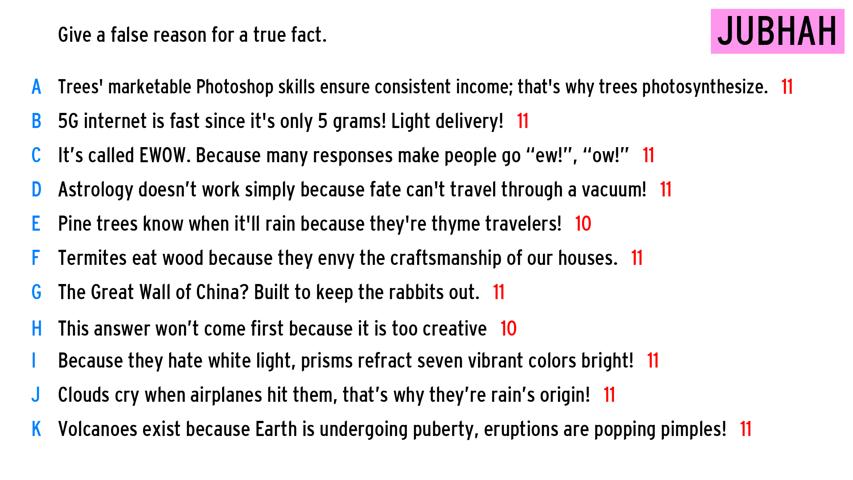 Give a false reason for a true fact.
JUBHAH
A Trees' marketable Photoshop skills ensure consistent income; that's why trees photosynthesize. 11
B 5G internet is fast since it's only 5 grams! Light delivery! 11
C It’s called EWOW. Because many responses make people go “ew!”, “ow!” 11
D Astrology doesn’t work simply because fate can't travel through a vacuum! 11
E Pine trees know when it'll rain because they're thyme travelers! 10
F Termites eat wood because they envy the craftsmanship of our houses. 11
G The Great Wall of China? Built to keep the rabbits out. 11
H This answer won’t come first because it is too creative 10
I Because they hate white light, prisms refract seven vibrant colors bright! 11
J Clouds cry when airplanes hit them, that’s why they’re rain’s origin! 11
K Volcanoes exist because Earth is undergoing puberty, eruptions are popping pimples! 11